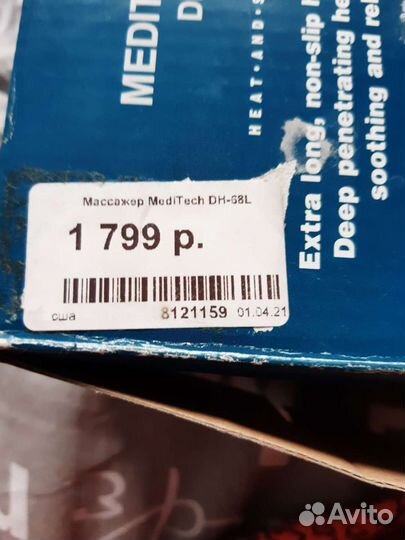 MEDIT
D
HEAT·AND·S
Extra long, non-slip
Deep penetrating he
soothing and rel
Массажер MediTech DH-68L
1 799 р.
сша
8121159 01.04.21
Avito